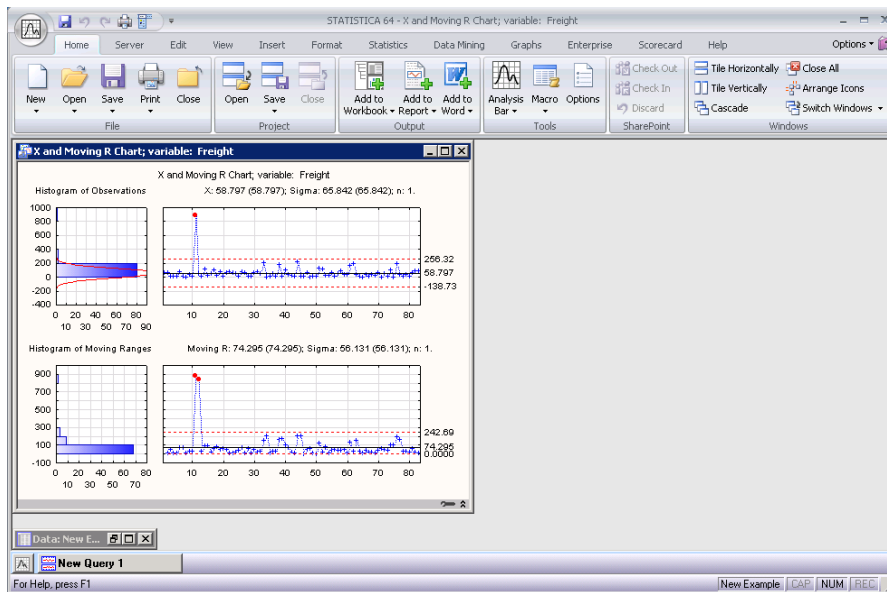 STATISTICA 64 - X and Moving R Chart; variable: Freight
Home Server Edit View Insert Format Statistics Data Mining Graphs Enterprise Scorecard Help Options
New Open Save Print Close
File
Open Save Close
Project
Add to Workbook Add to Report Add to Word
Output
Analysis Bar Macro Options
Tools
Check Out
Check In
Discard
SharePoint
Tile Horizontally Close All
Tile Vertically Arrange Icons
Cascade Switch Windows
Windows
X and Moving R Chart; variable: Freight
X and Moving R Chart; variable: Freight
Histogram of Observations X: 58.797 (58.797); Sigma: 65.842 (65.842); n: 1.
1000
800
600
400
200
0
-200
-400
256.32
58.797
-138.73
0 20 40 60 80
10 30 50 70 90
10 20 30 40 50 60 70 80
Histogram of Moving Ranges Moving R: 74.295 (74.295); Sigma: 56.131 (56.131); n: 1.
900
700
500
300
100
-100
242.69
74.295
0.0000
0 20 40 60 80
10 30 50 70
10 20 30 40 50 60 70 80
Data: New E...
New Query 1
For Help, press F1 New Example CAP NUM REC